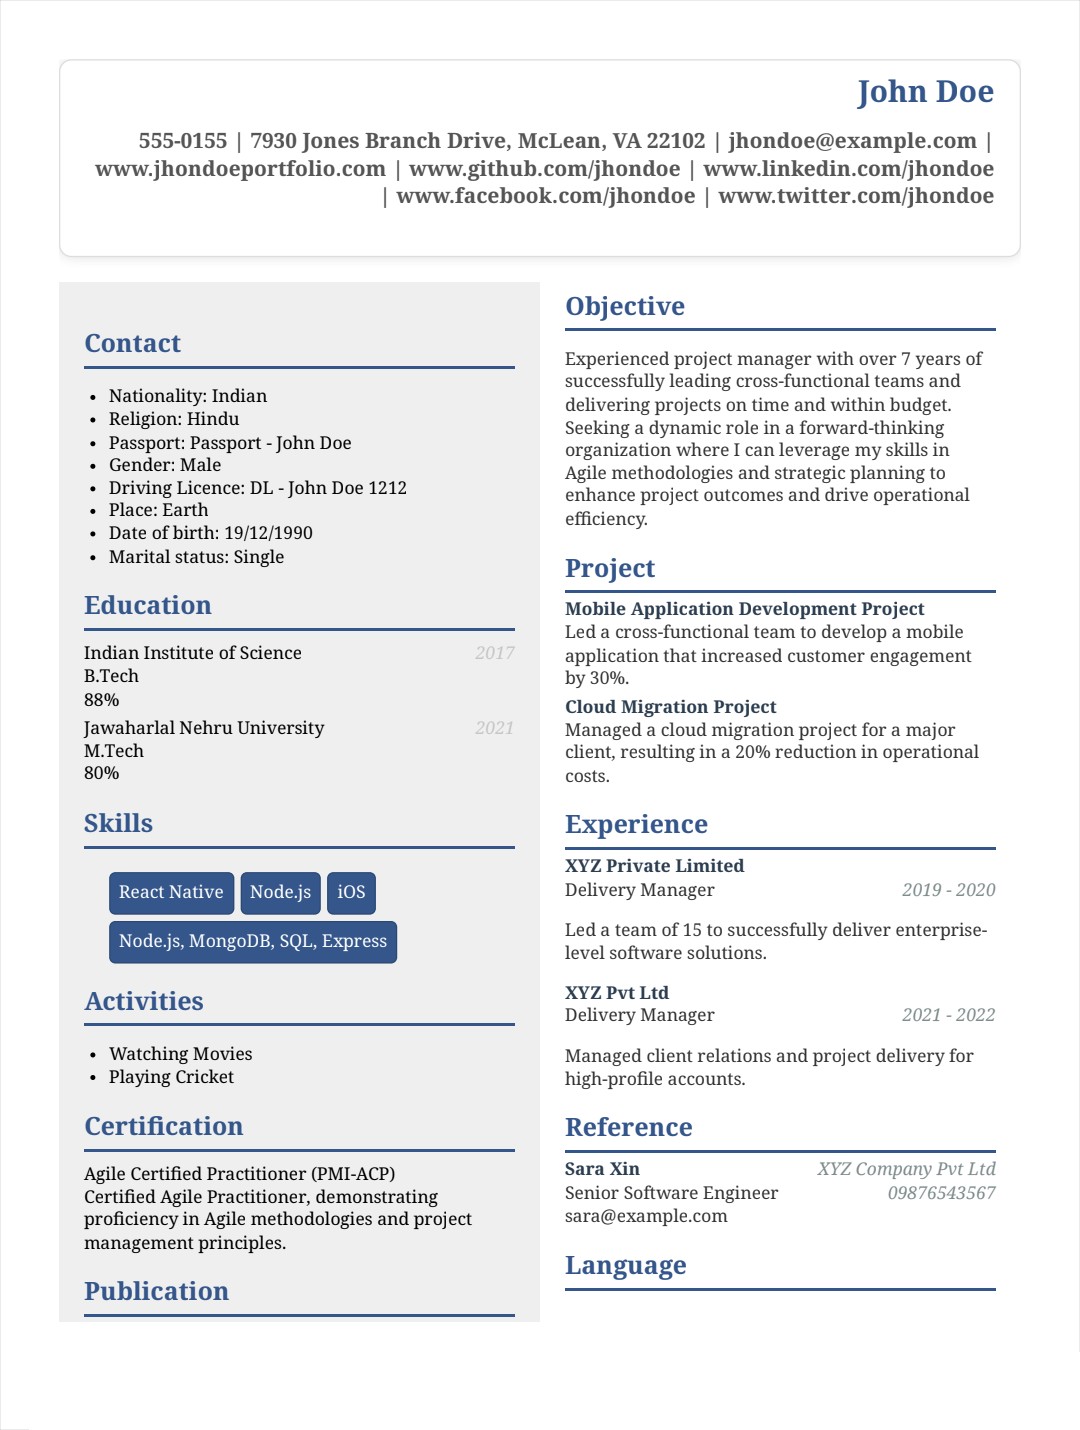 John Doe
555-0155 | 7930 Jones Branch Drive, McLean, VA 22102 | jhondoe@example.com |
www.jhondoeportfolio.com | www.github.com/jhondoe | www.linkedin.com/jhondoe
| www.facebook.com/jhondoe | www.twitter.com/jhondoe
Contact
Nationality: Indian
Religion: Hindu
Passport: Passport - John Doe
Gender: Male
Driving Licence: DL - John Doe 1212
Place: Earth
Date of birth: 19/12/1990
Marital status: Single
Education
Indian Institute of Science 2017
B.Tech
88%
Jawaharlal Nehru University 2021
M.Tech
80%
Skills
React Native Node.js iOS
Node.js, MongoDB, SQL, Express
Activities
Watching Movies
Playing Cricket
Certification
Agile Certified Practitioner (PMI-ACP)
Certified Agile Practitioner, demonstrating
proficiency in Agile methodologies and project
management principles.
Publication
Objective
Experienced project manager with over 7 years of
successfully leading cross-functional teams and
delivering projects on time and within budget.
Seeking a dynamic role in a forward-thinking
organization where I can leverage my skills in
Agile methodologies and strategic planning to
enhance project outcomes and drive operational
efficiency.
Project
Mobile Application Development Project
Led a cross-functional team to develop a mobile
application that increased customer engagement
by 30%.
Cloud Migration Project
Managed a cloud migration project for a major
client, resulting in a 20% reduction in operational
costs.
Experience
XYZ Private Limited
Delivery Manager 2019 - 2020
Led a team of 15 to successfully deliver enterprise-
level software solutions.
XYZ Pvt Ltd
Delivery Manager 2021 - 2022
Managed client relations and project delivery for
high-profile accounts.
Reference
Sara Xin XYZ Company Pvt Ltd
Senior Software Engineer 09876543567
sara@example.com
Language